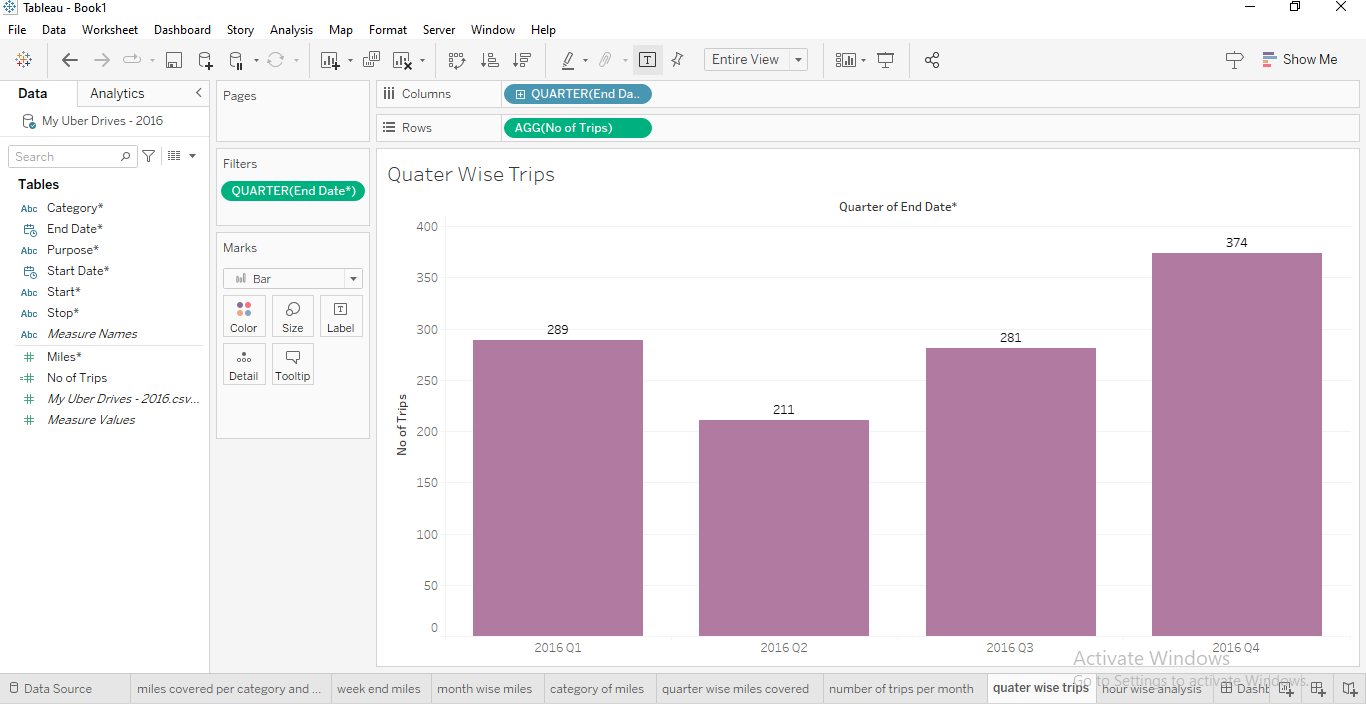 Tableau - Book1
File Data Worksheet Dashboard Story Analysis Map Format Server Window Help
Entire View
Show Me
Data Analytics
My Uber Drives - 2016
Search
Tables
Abc Category*
End Date*
Abc Purpose*
Start Date*
Abc Start*
Abc Stop*
Abc Measure Names
# Miles*
=# No of Trips
# My Uber Drives - 2016.csv...
# Measure Values
Pages
Filters
QUARTER(End Date*)
Marks
Bar
Color Size Label
Detail Tooltip
Columns QUARTER(End Da..
Rows AGG(No of Trips)
Quater Wise Trips
Quarter of End Date*
No of Trips
400
350
300
250
200
150
100
50
0
289
211
281
374
2016 Q1 2016 Q2 2016 Q3 2016 Q4
Activate Windows
Go to Settings to activate Windows.
Data Source miles covered per category and ... week end miles month wise miles category of miles quarter wise miles covered number of trips per month quater wise trips hour wise analysis Dashb